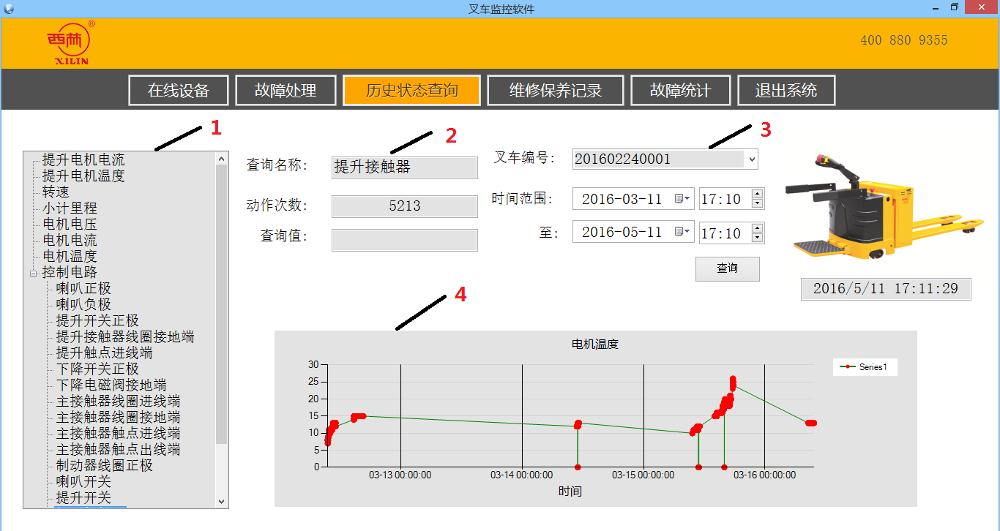 叉车监控软件
西林®
XILIN
400 880 9355
在线设备
故障处理
历史状态查询
维修保养记录
故障统计
退出系统
1
2
3
提升电机电流
提升电机温度
转速
小计里程
电机电压
电机电流
电机温度
控制电路
喇叭正极
喇叭负极
提升开关正极
提升接触器线圈接地端
提升触点进线端
下降开关正极
下降电磁阀接地端
主接触器线圈进线端
主接触器线圈接地端
主接触器触点进线端
主接触器触点出线端
制动器线圈正极
喇叭开关
提升开关
查询名称: 提升接触器
动作次数: 5213
查询值:
叉车编号: 201602240001
时间范围: 2016-03-11 17:10
至: 2016-05-11 17:10
查询
2016/5/11 17:11:29
4
电机温度
30
25
20
15
10
5
0
03-13 00:00:00
03-14 00:00:00
03-15 00:00:00
03-16 00:00:00
时间
Series1